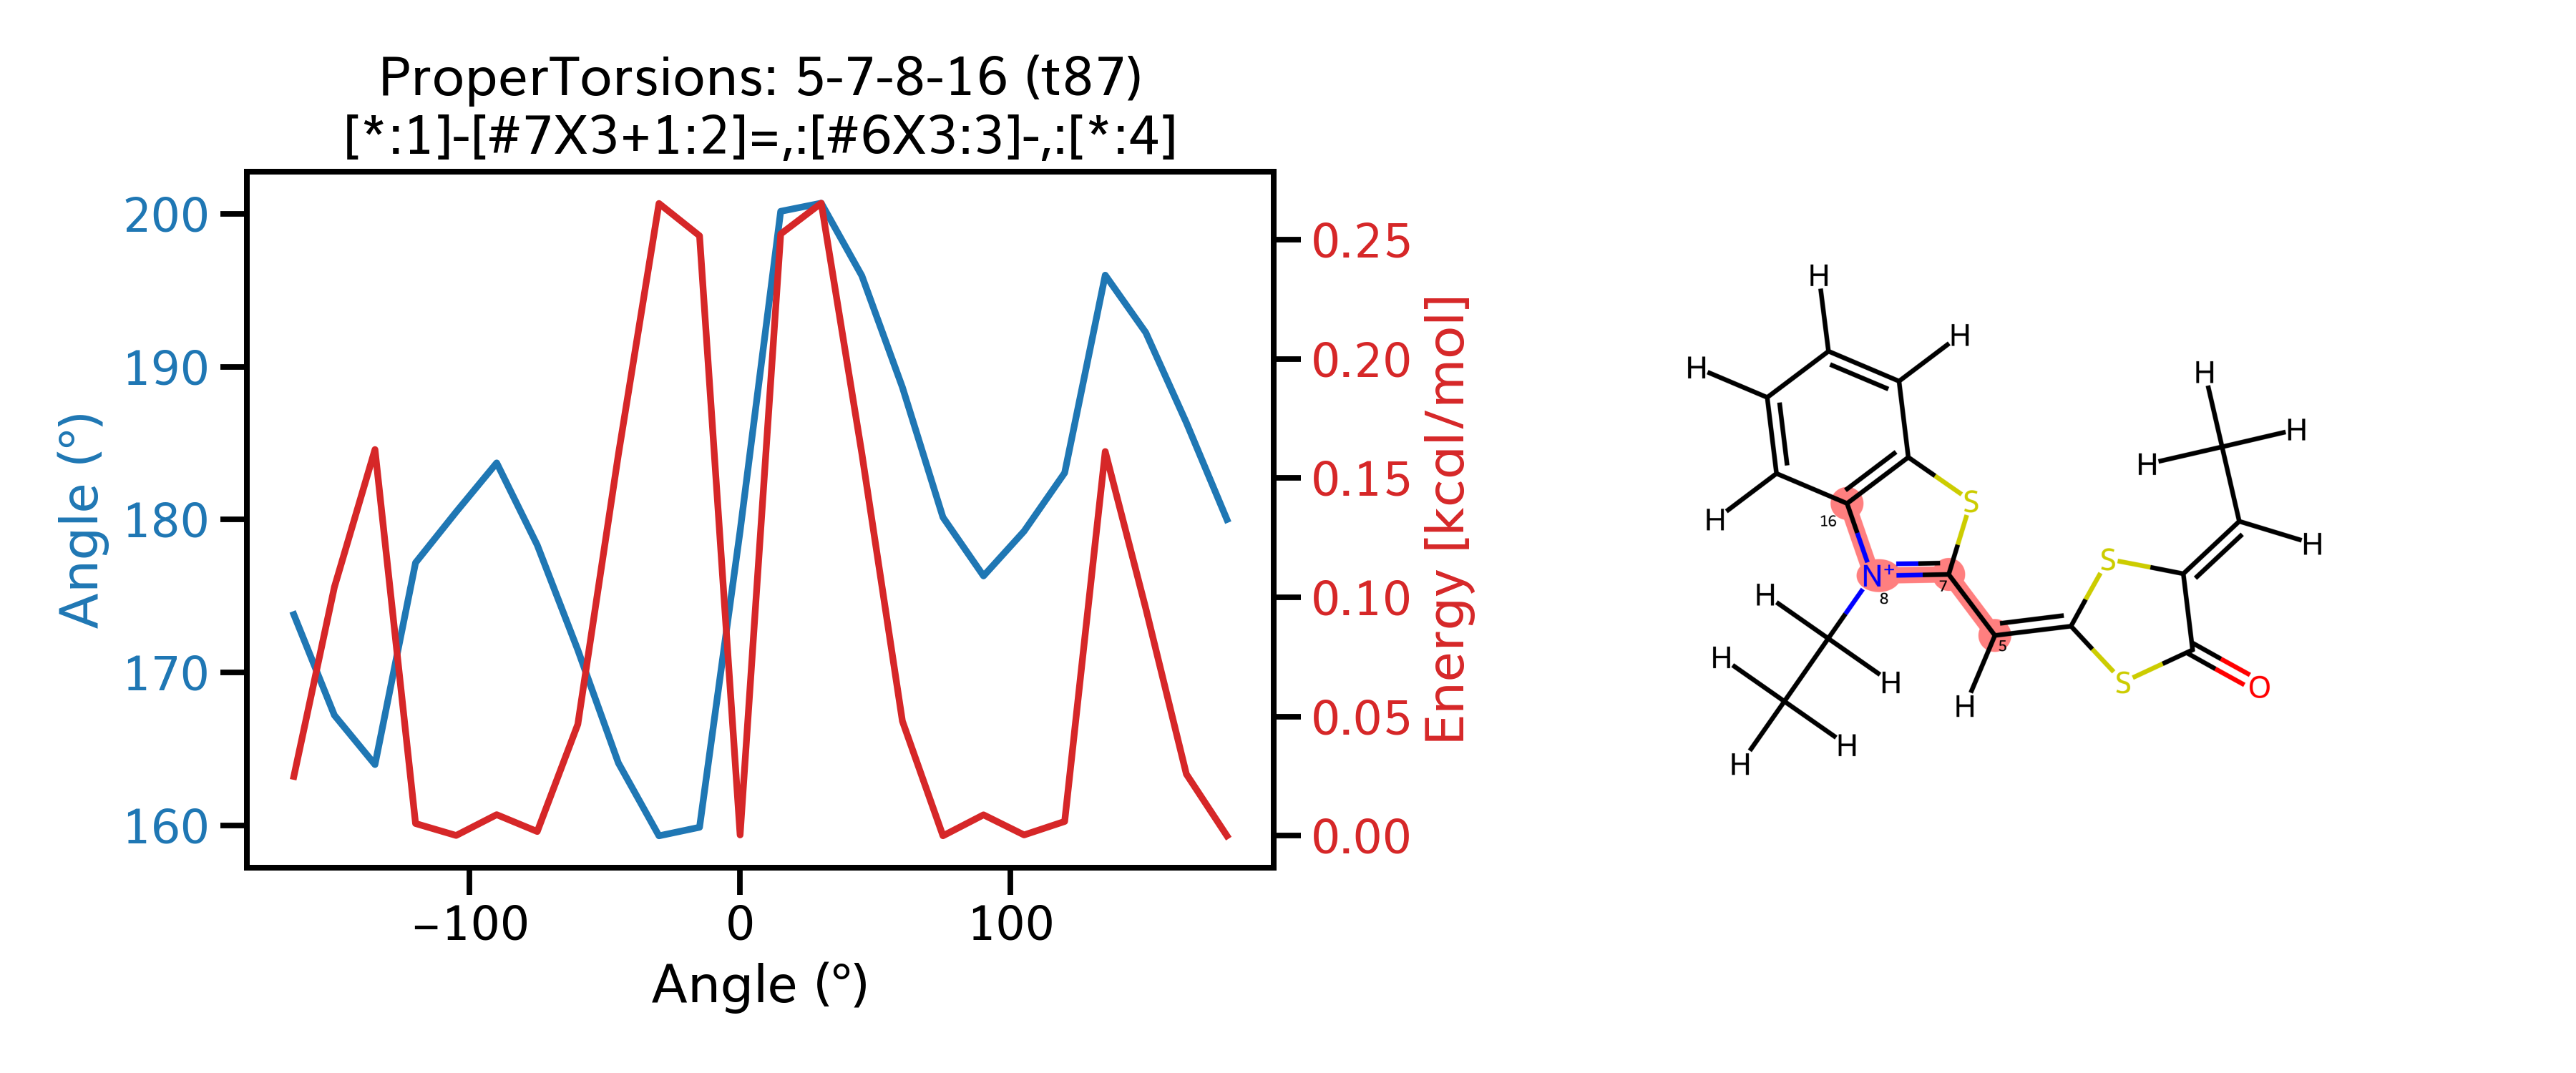 ProperTorsions: 5-7-8-16 (t87)
[*:1]-[#7X3+1:2]=,:[#6X3:3]-,:[*:4]
200
190
180
170
160
Angle (°)
0.25
0.20
0.15
0.10
0.05
0.00
Energy [kcal/mol]
−100
0
100
Angle (°)
H
H
H
H
H
H
H
S
16
H
H
S
N+
8
7
H
5
H
H
S
O
H
H
H